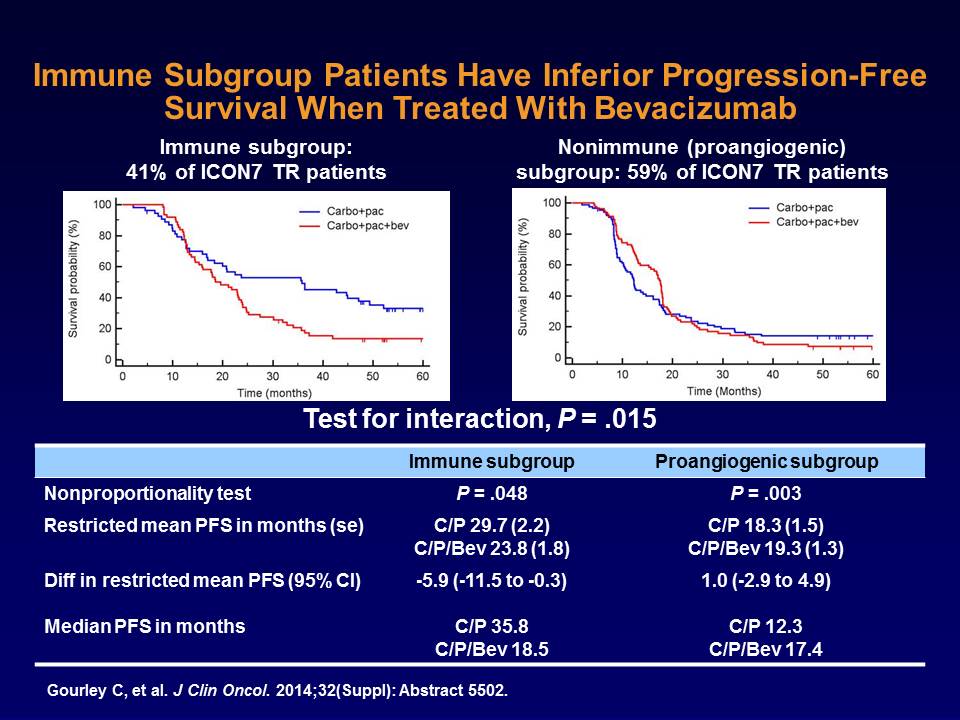 Immune Subgroup Patients Have Inferior Progression-Free
Survival When Treated With Bevacizumab
Immune subgroup:
41% of ICON7 TR patients
Nonimmune (proangiogenic)
subgroup: 59% of ICON7 TR patients
Survival probability (%)
100
80
60
40
20
0
Carbo+pac
Carbo+pac+bev
0 10 20 30 40 50 60
Time (months)
Survival probability (%)
100
80
60
40
20
0
Carbo+pac
Carbo+pac+bev
0 10 20 30 40 50 60
Time (Months)
Test for interaction, P = .015
Immune subgroup Proangiogenic subgroup
Nonproportionality test P = .048 P = .003
Restricted mean PFS in months (se) C/P 29.7 (2.2) C/P 18.3 (1.5)
C/P/Bev 23.8 (1.8) C/P/Bev 19.3 (1.3)
Diff in restricted mean PFS (95% CI) -5.9 (-11.5 to -0.3) 1.0 (-2.9 to 4.9)
Median PFS in months C/P 35.8 C/P 12.3
C/P/Bev 18.5 C/P/Bev 17.4
Gourley C, et al. J Clin Oncol. 2014;32(Suppl): Abstract 5502.